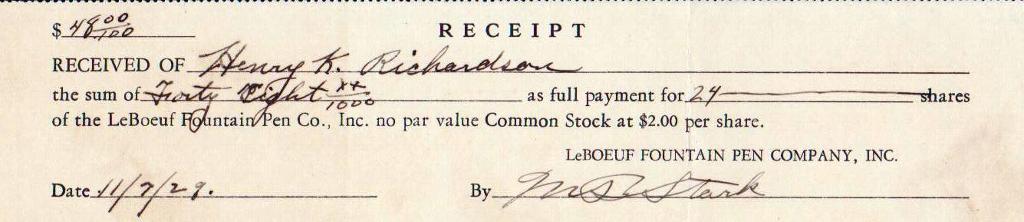 $ 48 00/100 RECEIPT
RECEIVED OF Henry K. Richardson
the sum of Forty Eight xx/1000 as full payment for 24 shares
of the LeBoeuf Fountain Pen Co., Inc. no par value Common Stock at $2.00 per share.
LeBOEUF FOUNTAIN PEN COMPANY, INC.
Date 11/7/29. By Stark